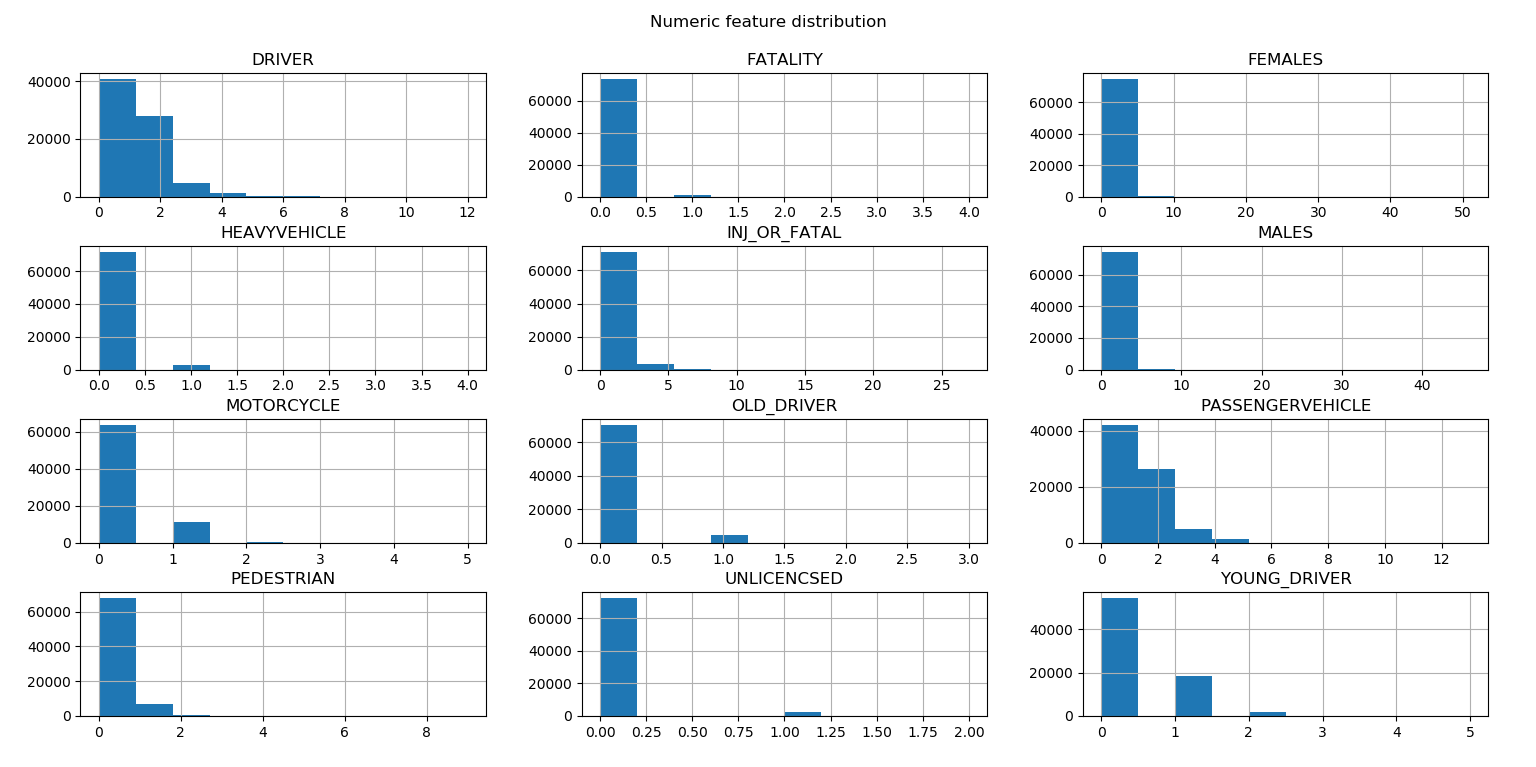 Numeric feature distribution
DRIVER
FATALITY
FEMALES
40000
20000
0
0 2 4 6 8 10 12
60000
40000
20000
0
0.0 0.5 1.0 1.5 2.0 2.5 3.0 3.5 4.0
60000
40000
20000
0
0 10 20 30 40 50
HEAVYVEHICLE
INJ_OR_FATAL
MALES
60000
40000
20000
0
0.0 0.5 1.0 1.5 2.0 2.5 3.0 3.5 4.0
60000
40000
20000
0
0 5 10 15 20 25
60000
40000
20000
0
0 10 20 30 40
MOTORCYCLE
OLD_DRIVER
PASSENGERVEHICLE
60000
40000
20000
0
0 1 2 3 4 5
60000
40000
20000
0
0.0 0.5 1.0 1.5 2.0 2.5 3.0
40000
20000
0
0 2 4 6 8 10 12
PEDESTRIAN
UNLICENCSED
YOUNG_DRIVER
60000
40000
20000
0
0 2 4 6 8
60000
40000
20000
0
0.00 0.25 0.50 0.75 1.00 1.25 1.50 1.75 2.00
40000
20000
0
0 1 2 3 4 5